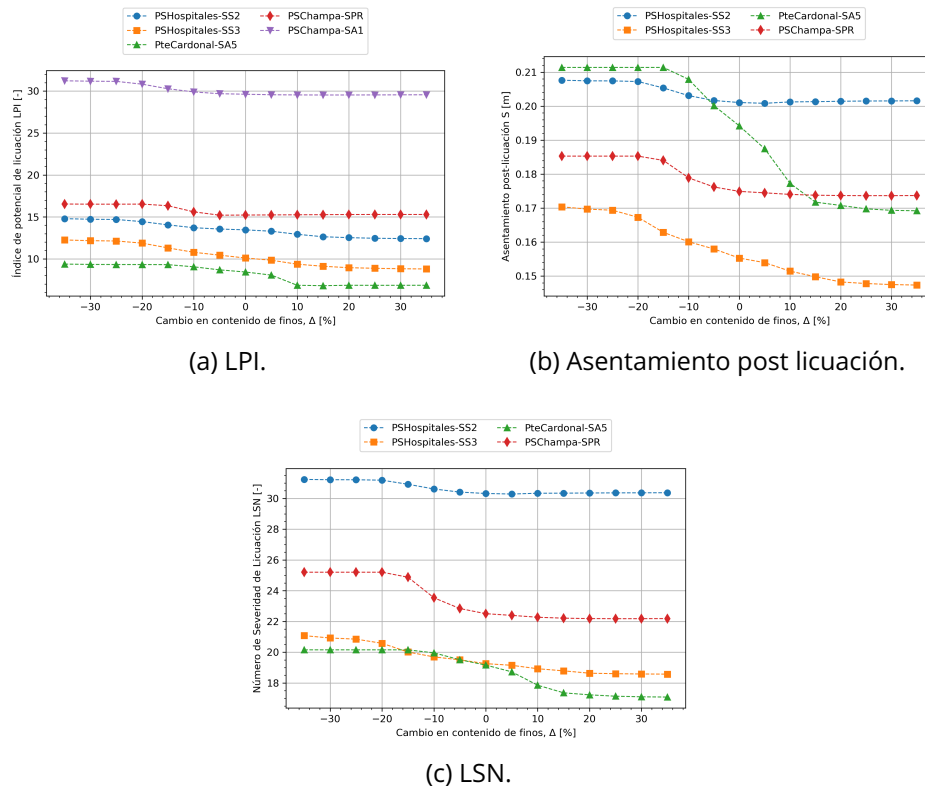 PSHospitales-SS2
PSHospitales-SS3
PteCardonal-SA5
PSChampa-SPR
PSChampa-SA1
Índice de potencial de licuación LPI [-]
30
25
20
15
10
−30 −20 −10 0 10 20 30
Cambio en contenido de finos, Δ [%]
(a) LPI.
PSHospitales-SS2
PSHospitales-SS3
PteCardonal-SA5
PSChampa-SPR
Asentamiento post-licuación S [m]
0.21
0.20
0.19
0.18
0.17
0.16
0.15
−30 −20 −10 0 10 20 30
Cambio en contenido de finos, Δ [%]
(b) Asentamiento post licuación.
PSHospitales-SS2
PSHospitales-SS3
PteCardonal-SA5
PSChampa-SPR
Número de Severidad de Licuación LSN [-]
30
28
26
24
22
20
18
−30 −20 −10 0 10 20 30
Cambio en contenido de finos, Δ [%]
(c) LSN.